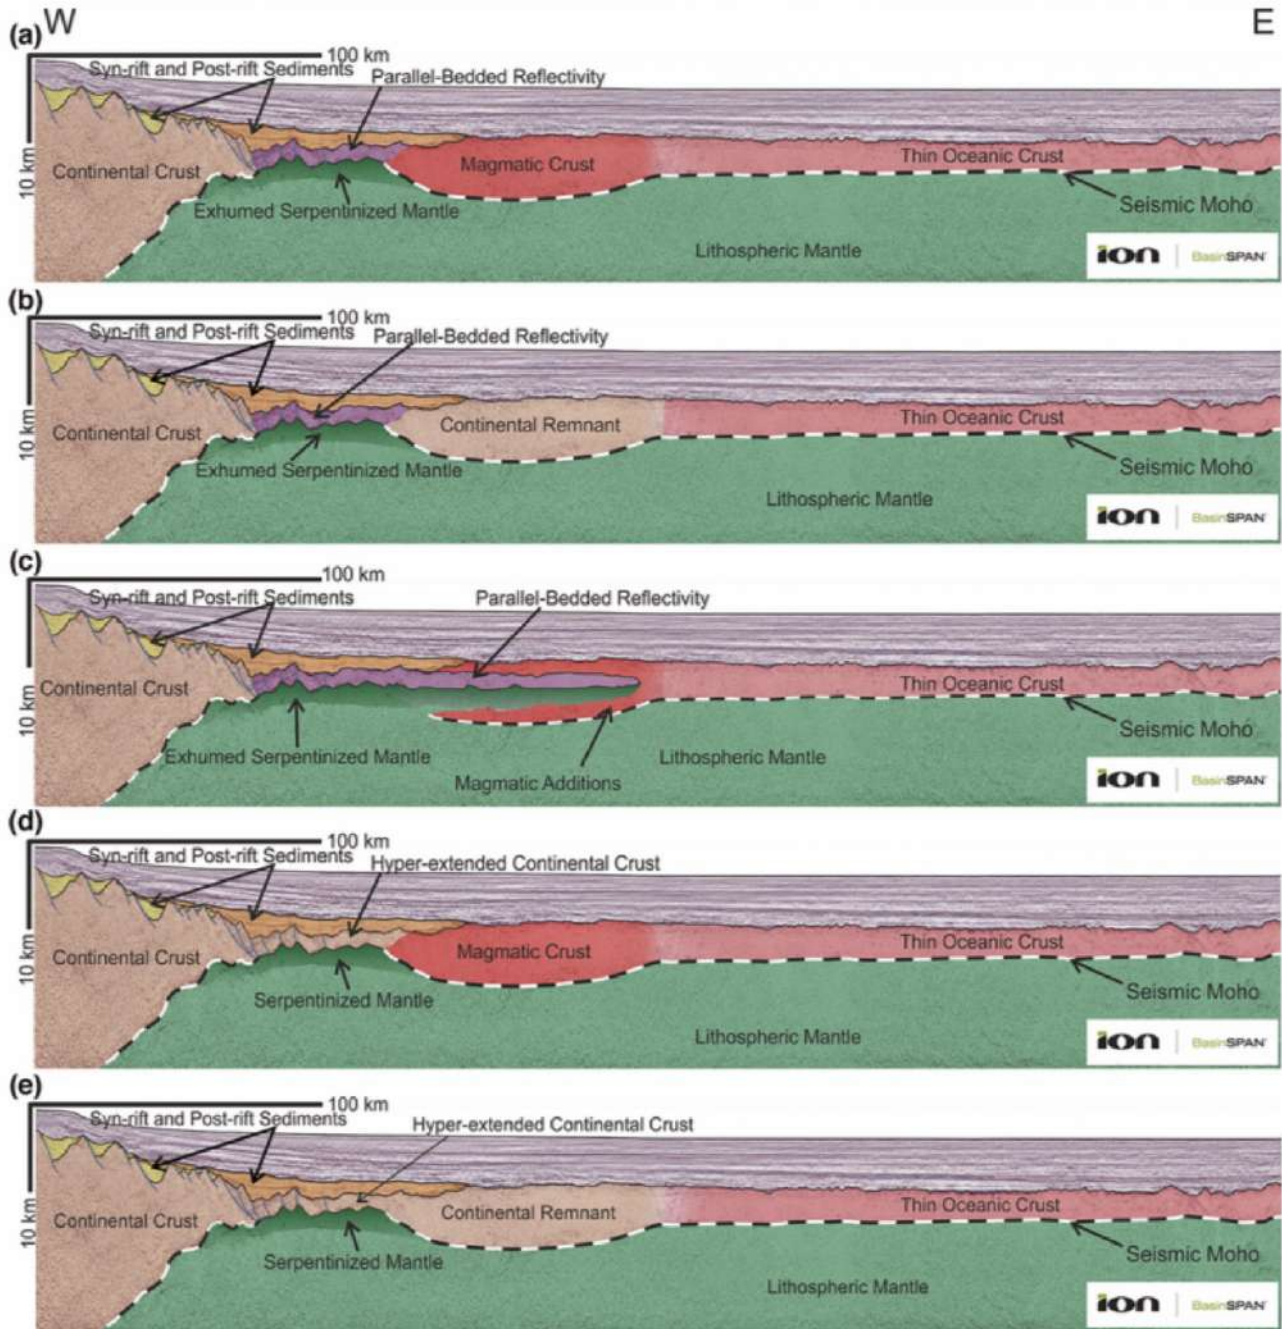 W
E
(a)
100 km
Syn-rift and Post-rift Sediments
Parallel-Bedded Reflectivity
Continental Crust
Magmatic Crust
Thin Oceanic Crust
10 km
Exhumed Serpentinized Mantle
Seismic Moho
Lithospheric Mantle
ion | BasinSPAN
(b)
100 km
Syn-rift and Post-rift Sediments
Parallel-Bedded Reflectivity
Continental Crust
Continental Remnant
Thin Oceanic Crust
10 km
Exhumed Serpentinized Mantle
Seismic Moho
Lithospheric Mantle
ion | BasinSPAN
(c)
100 km
Syn-rift and Post-rift Sediments
Parallel-Bedded Reflectivity
Continental Crust
Thin Oceanic Crust
10 km
Exhumed Serpentinized Mantle
Seismic Moho
Lithospheric Mantle
Magmatic Additions
ion | BasinSPAN
(d)
100 km
Syn-rift and Post-rift Sediments
Hyper-extended Continental Crust
Continental Crust
Magmatic Crust
Thin Oceanic Crust
10 km
Serpentinized Mantle
Seismic Moho
Lithospheric Mantle
ion | BasinSPAN
(e)
100 km
Syn-rift and Post-rift Sediments
Hyper-extended Continental Crust
Continental Crust
Continental Remnant
Thin Oceanic Crust
10 km
Serpentinized Mantle
Seismic Moho
Lithospheric Mantle
ion | BasinSPAN